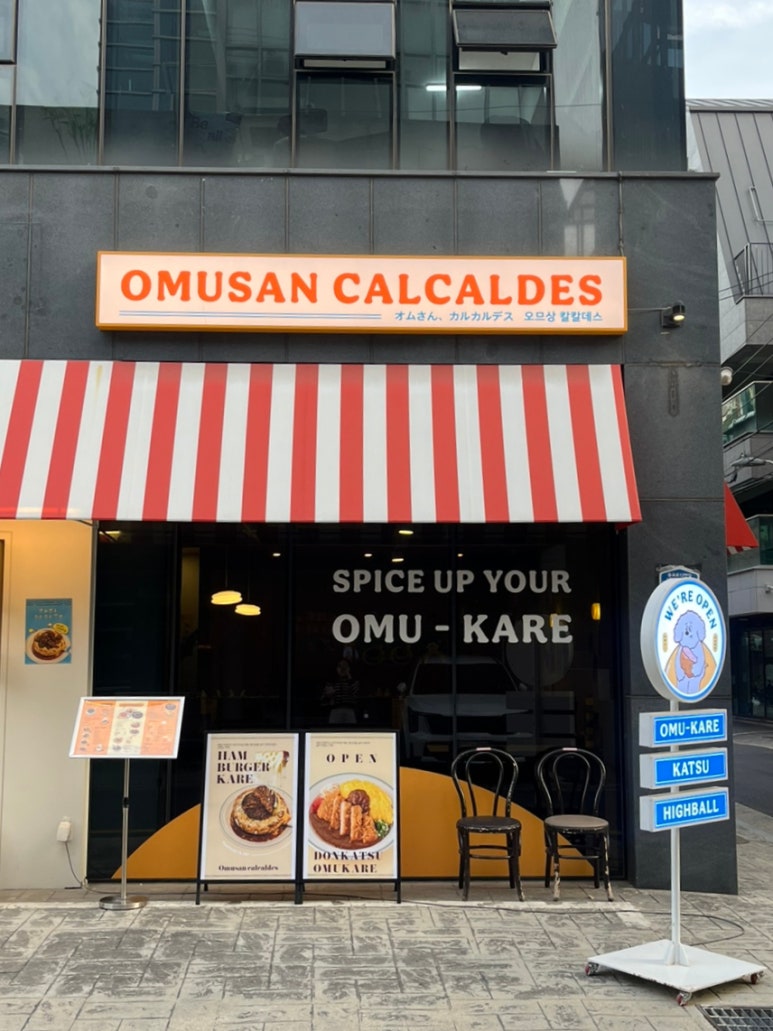 OMUSAN CALCALDES
オムさん、カルカルデス 오므상 칼칼데스
SPICE UP YOUR
OMU - KARE
WE'RE OPEN
OMU-KARE
KATSU
HIGHBALL
HAM
BURGER
KARE
Omusan calcaldes
OPEN
DONKATSU
OMUKARE